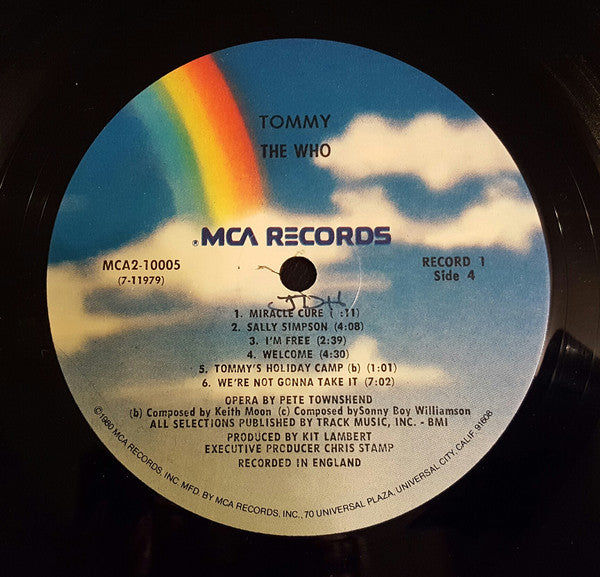 TOMMY
THE WHO
MCA RECORDS
MCA2-10005
(7-11979)
RECORD 1
Side 4
JDH
1. MIRACLE CURE ( :11)
2. SALLY SIMPSON (4:08)
3. I'M FREE (2:39)
4. WELCOME (4:30)
5. TOMMY'S HOLIDAY CAMP (b) (1:01)
6. WE'RE NOT GONNA TAKE IT (7:02)
OPERA BY PETE TOWNSHEND
(b) Composed by Keith Moon (c) Composed bySonny Boy Williamson
ALL SELECTIONS PUBLISHED BY TRACK MUSIC, INC. - BMI
PRODUCED BY KIT LAMBERT
EXECUTIVE PRODUCER CHRIS STAMP
RECORDED IN ENGLAND
©1980 MCA RECORDS, INC. MFD. BY MCA RECORDS, INC., 70 UNIVERSAL PLAZA, UNIVERSAL CITY, CALIF. 91608